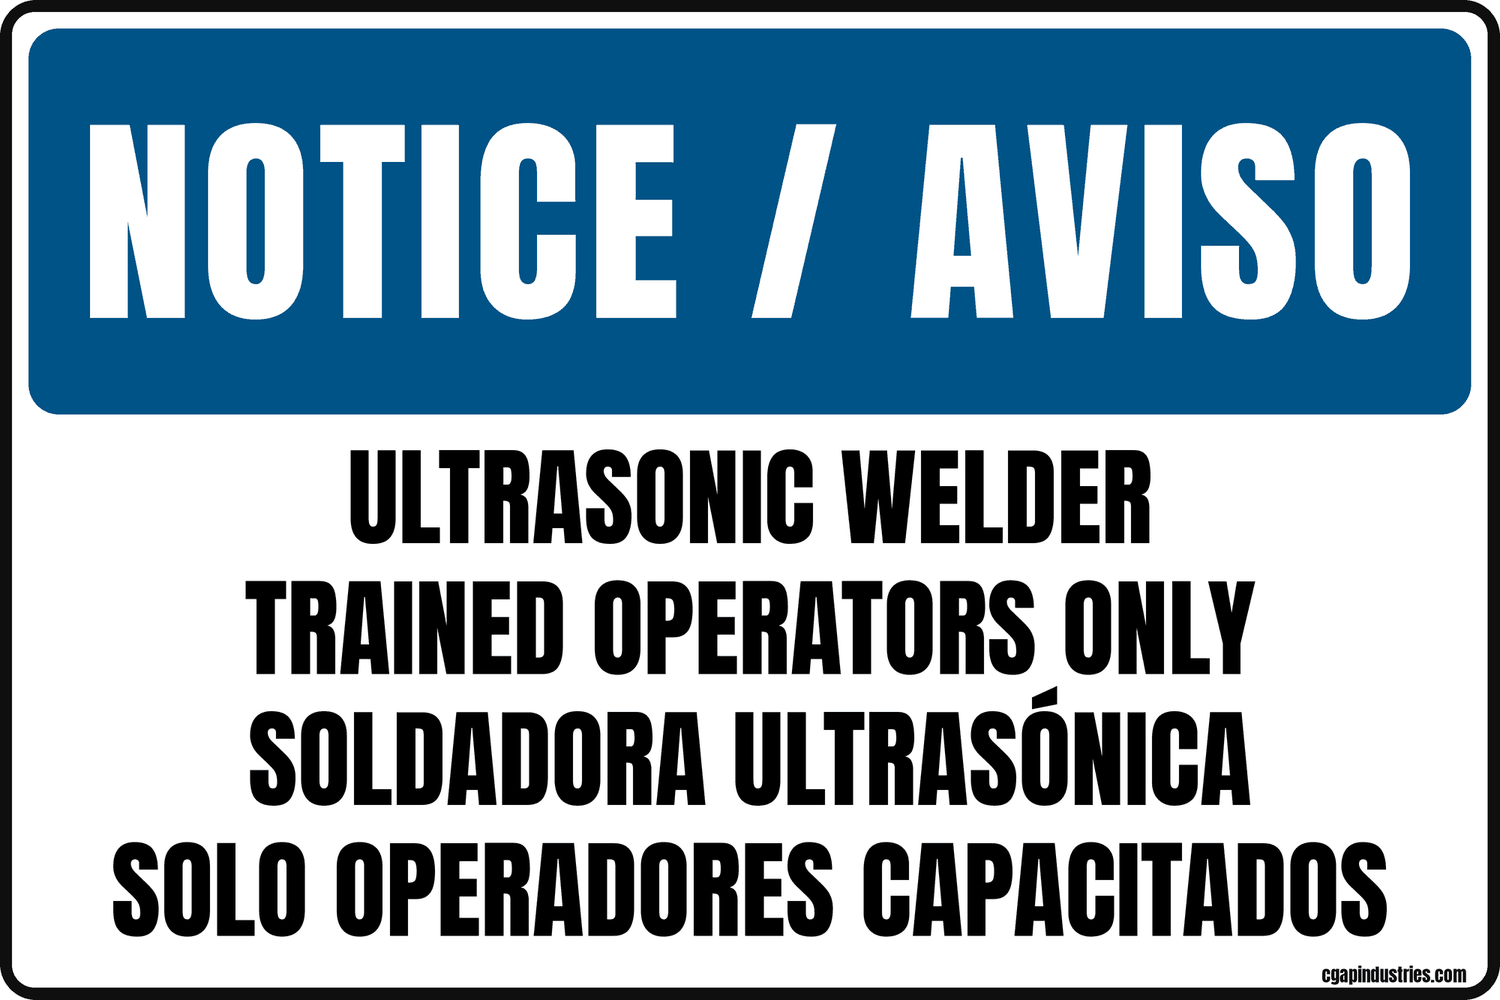 NOTICE / AVISO
ULTRASONIC WELDER
TRAINED OPERATORS ONLY
SOLDADORA ULTRASÓNICA
SOLO OPERADORES CAPACITADOS
cgapindustries.com